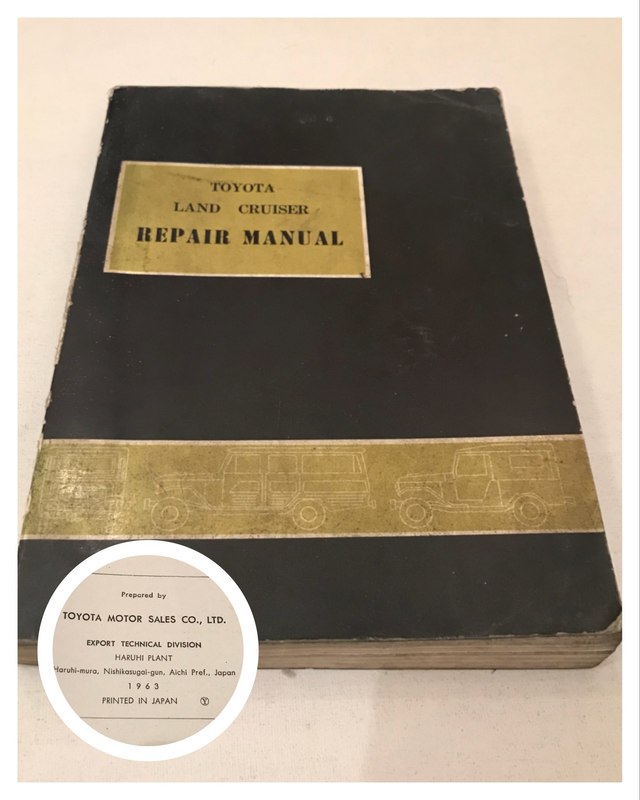 TOYOTA
LAND CRUISER
REPAIR MANUAL
Prepared by
TOYOTA MOTOR SALES CO., LTD.
EXPORT TECHNICAL DIVISION
HARUHI PLANT
Haruhi-mura, Nishikasugai-gun, Aichi Pref., Japan
1963
PRINTED IN JAPAN Ⓨ